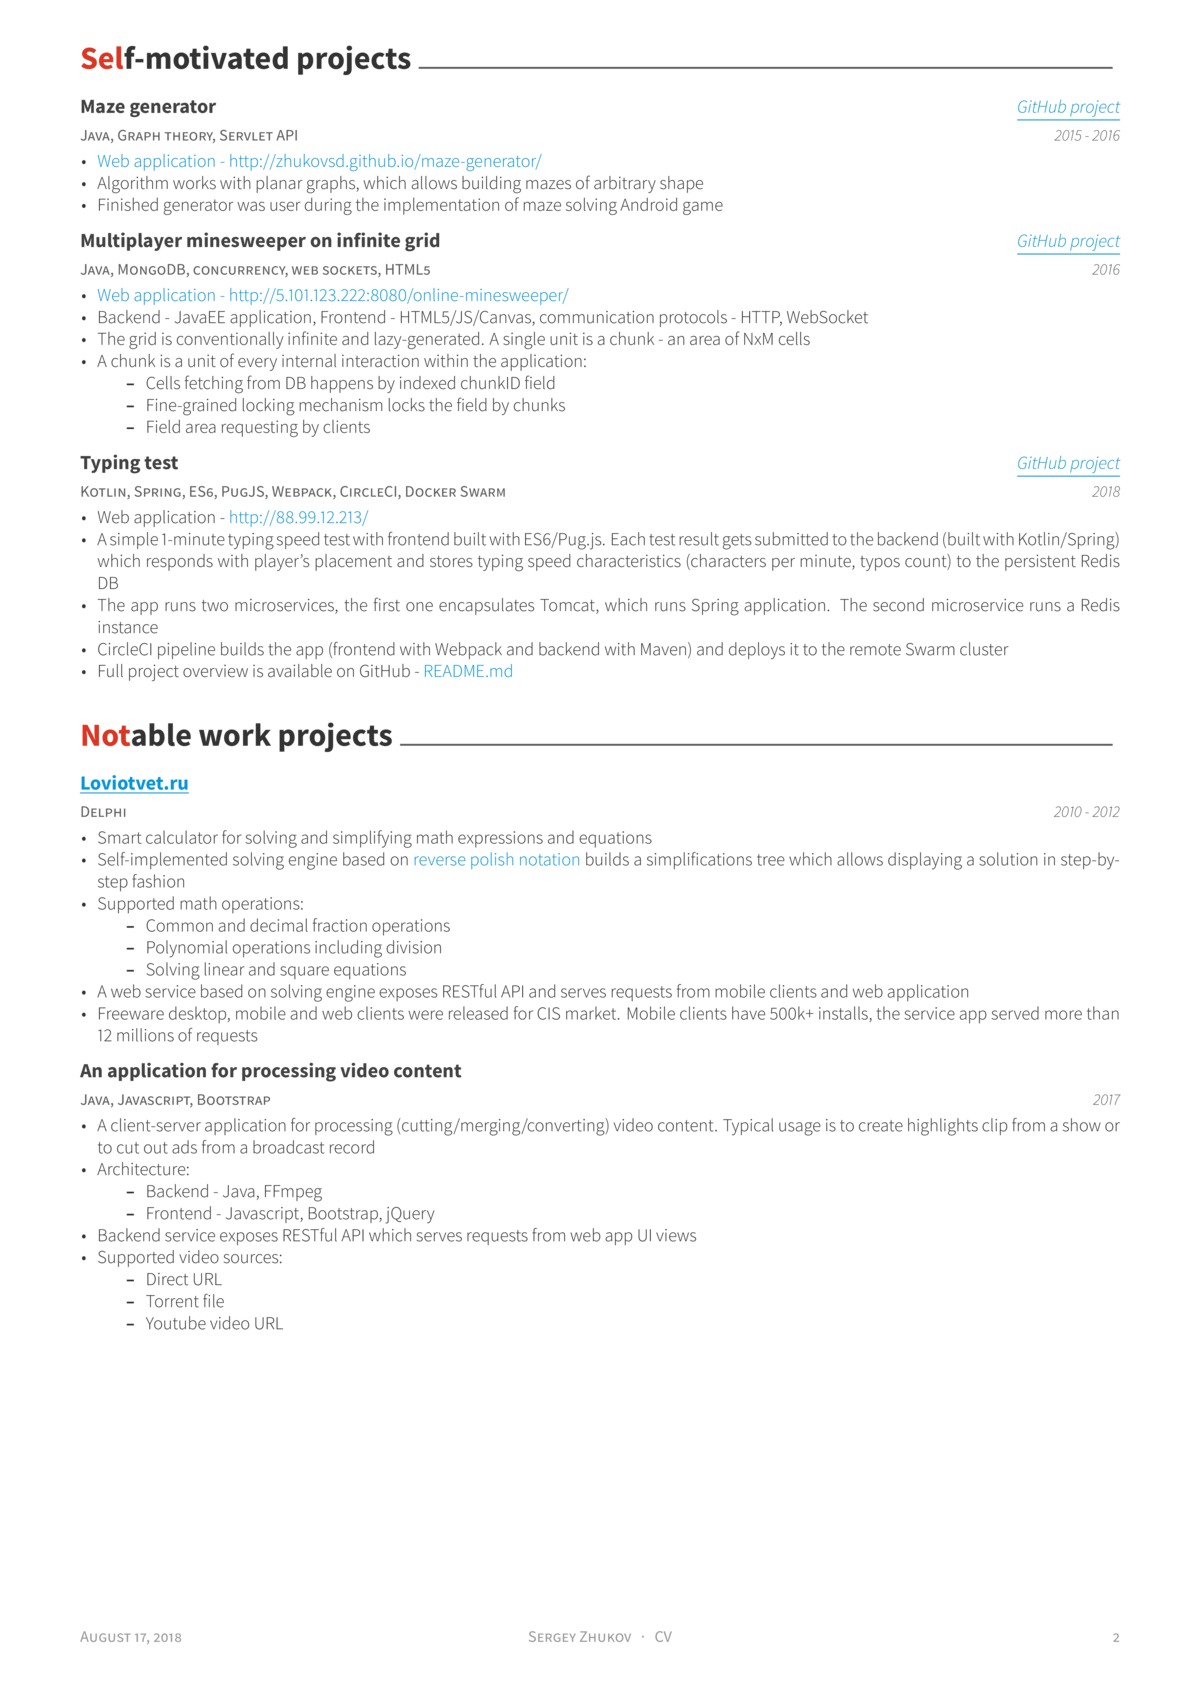 Self-motivated projects
Maze generator GitHub project
Java, Graph theory, Servlet API 2015 - 2016
• Web application - http://zhukovsd.github.io/maze-generator/
• Algorithm works with planar graphs, which allows building mazes of arbitrary shape
• Finished generator was user during the implementation of maze solving Android game
Multiplayer minesweeper on infinite grid GitHub project
Java, MongoDB, concurrency, web sockets, HTML5 2016
• Web application - http://5.101.123.222:8080/online-minesweeper/
• Backend - JavaEE application, Frontend - HTML5/JS/Canvas, communication protocols - HTTP, WebSocket
• The grid is conventionally infinite and lazy-generated. A single unit is a chunk - an area of NxM cells
• A chunk is a unit of every internal interaction within the application:
– Cells fetching from DB happens by indexed chunkID field
– Fine-grained locking mechanism locks the field by chunks
– Field area requesting by clients
Typing test GitHub project
Kotlin, Spring, ES6, PugJS, Webpack, CircleCI, Docker Swarm 2018
• Web application - http://88.99.12.213/
• A simple 1-minute typing speed test with frontend built with ES6/Pug.js. Each test result gets submitted to the backend (built with Kotlin/Spring)
which responds with player's placement and stores typing speed characteristics (characters per minute, typos count) to the persistent Redis
DB
• The app runs two microservices, the first one encapsulates Tomcat, which runs Spring application. The second microservice runs a Redis
instance
• CircleCI pipeline builds the app (frontend with Webpack and backend with Maven) and deploys it to the remote Swarm cluster
• Full project overview is available on GitHub - README.md
Notable work projects
Loviotvet.ru
Delphi 2010 - 2012
• Smart calculator for solving and simplifying math expressions and equations
• Self-implemented solving engine based on reverse polish notation builds a simplifications tree which allows displaying a solution in step-by-
step fashion
• Supported math operations:
– Common and decimal fraction operations
– Polynomial operations including division
– Solving linear and square equations
• A web service based on solving engine exposes RESTful API and serves requests from mobile clients and web application
• Freeware desktop, mobile and web clients were released for CIS market. Mobile clients have 500k+ installs, the service app served more than
12 millions of requests
An application for processing video content
Java, Javascript, Bootstrap 2017
• A client-server application for processing (cutting/merging/converting) video content. Typical usage is to create highlights clip from a show or
to cut out ads from a broadcast record
• Architecture:
– Backend - Java, FFmpeg
– Frontend - Javascript, Bootstrap, jQuery
• Backend service exposes RESTful API which serves requests from web app UI views
• Supported video sources:
– Direct URL
– Torrent file
– Youtube video URL
August 17, 2018 Sergey Zhukov · CV 2